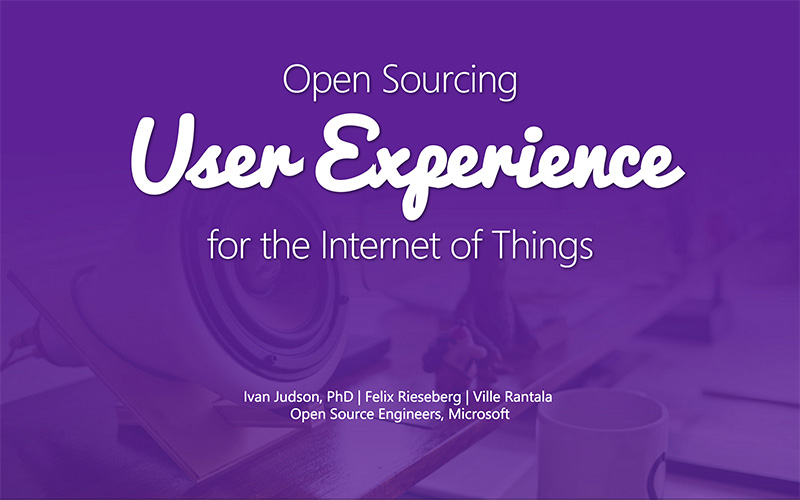 Open Sourcing
User Experience
for the Internet of Things
Ivan Judson, PhD | Felix Rieseberg | Ville Rantala
Open Source Engineers, Microsoft